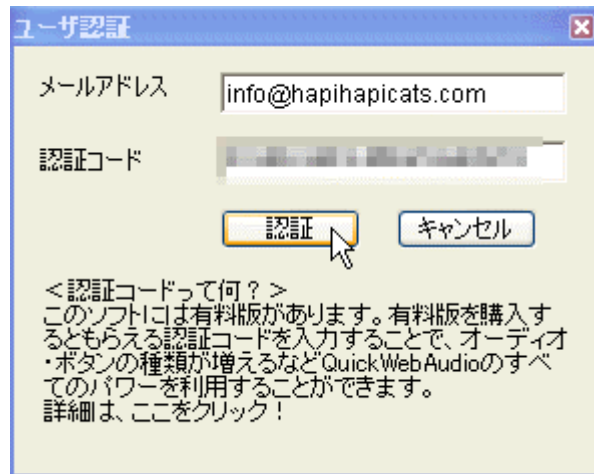 ユーザ認証
メールアドレス
info@hapihapicats.com
認証コード
認証
キャンセル
＜認証コードって何？＞
このソフトには有料版があります。有料版を購入す
るともらえる認証コードを入力することで、オーディオ
・ボタンの種類が増えるなどQuickWebAudioのすべ
てのパワーを利用することができます。
詳細は、ここをクリック！